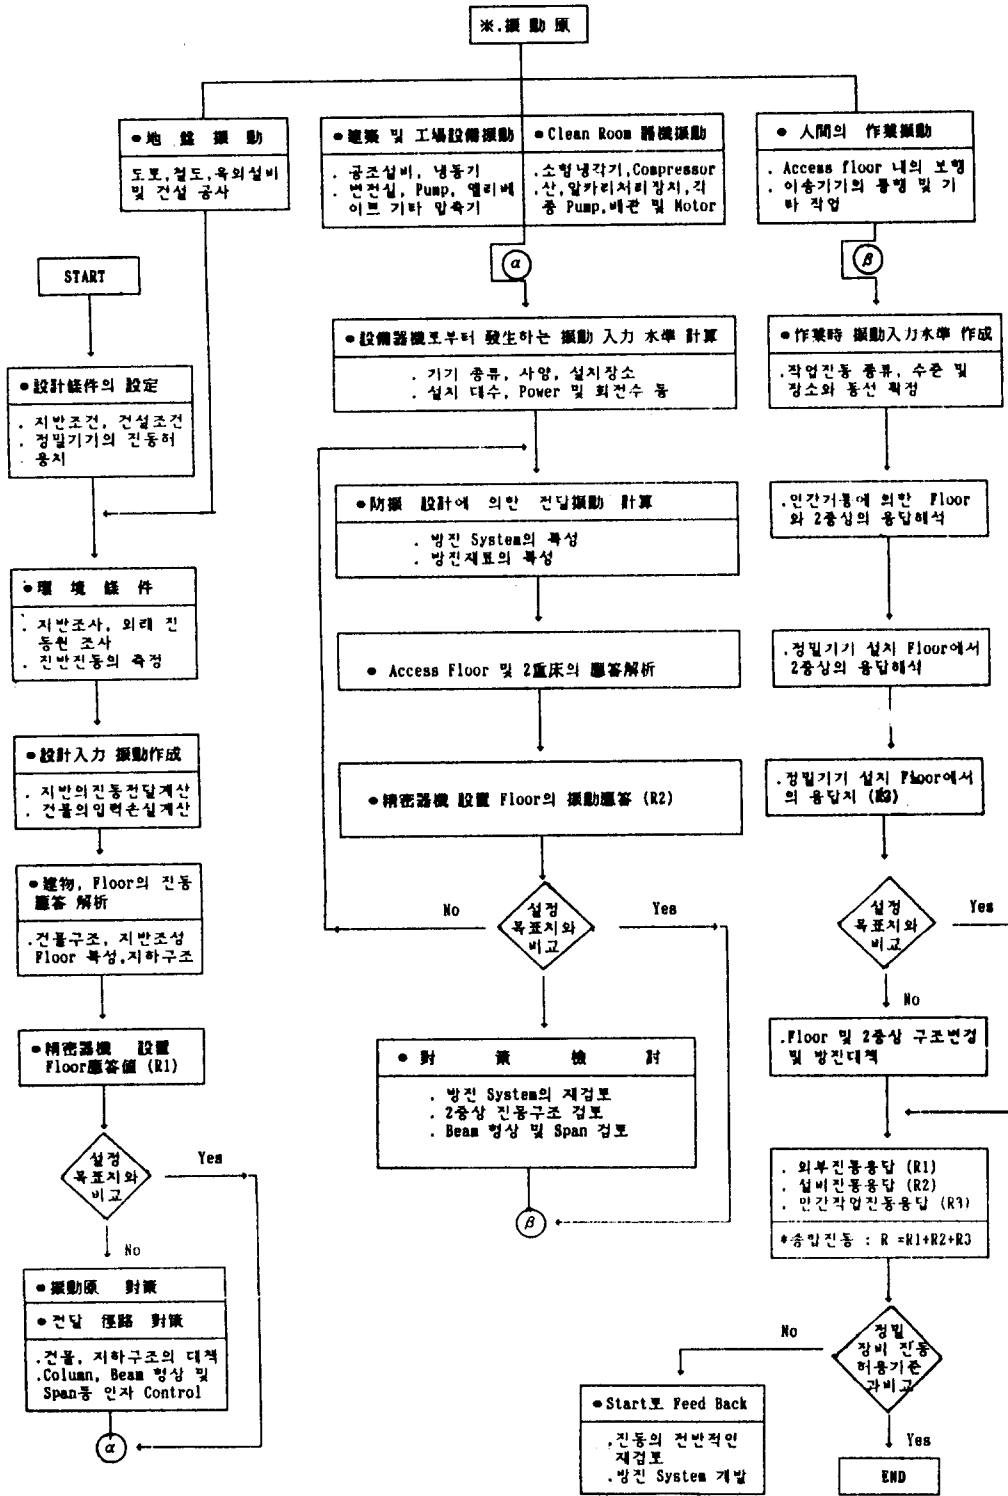 ※.振 動 原
● 地 盤 振 動
도로,철도,옥외설비
및 건설 공사
● 建築 및 工場設備振動
. 공조설비, 냉동기
. 변전실, Pump, 엘리베
이트 기타 압축기
● Clean Room 器機振動
.소형냉각기,Compressor
.산,알카리처리장치,각
종 Pump,배관 및 Motor
● 人間의 作業振動
. Access floor 내의 보행
. 이송기기의 통행 및 기
타 작업
START
● 設計條件의 設定
. 지반조건, 건설조건
. 정밀기기의 진동허
. 용치
● 環 境 條 件
. 지반조사, 외래 진
동원 조사
. 진반진동의 측정
● 設計入力 振動作成
. 지반의진동전달계산
. 건물의입력손실계산
● 建物, Floor의 진동
應答 解析
.건물구조, 지반조성
Floor 특성,지하구조
● 精密器機 設置
Floor應答値 (R1)
설정
목표치와
비교
Yes
No
● 振動原 對策
● 전달 徑路 對策
.건물, 지하구조의 대책
.Column, Beam 형상 및
Span등 인자 Control
α
α
● 設備器機로부터 發生하는 振動 入力 水準 計算
. 기기 종류, 사양, 설치장소
. 설치 대수, Power 및 회전수 등
● 防振 設計에 의한 전달振動 計算
. 방진 System의 특성
. 방진재료의 특성
● Access Floor 및 2重床의 應答解析
● 精密器機 設置 Floor의 振動應答 (R2)
설정
목표치와
비교
No
Yes
● 對 策 檢 討
. 방진 System의 재검토
. 2중상 진동구조 검토
. Beam 형상 및 Span 검토
β
β
● 作業時 振動入力水準 作成
.작업진동 종류, 수준 및
장소와 동선 획정
.인간거동에 의한 Floor
와 2중상의 응답해석
.정밀기기 설치 Floor에서
2중상의 응답해석
.정밀기기 설치 Floor에서
의 응답치 (R3)
설정
목표치와
비교
Yes
No
.Floor 및 2중상 구조변경
및 방진대책
. 외부진동응답 (R1)
. 설비진동응답 (R2)
. 인간작업진동응답 (R3)
*종합진동 : R =R1+R2+R3
정밀
장비 진동
허용기준
과비교
No
Yes
● Start로 Feed Back
.진동의 전반적인
재검토
.방진 System 개발
END